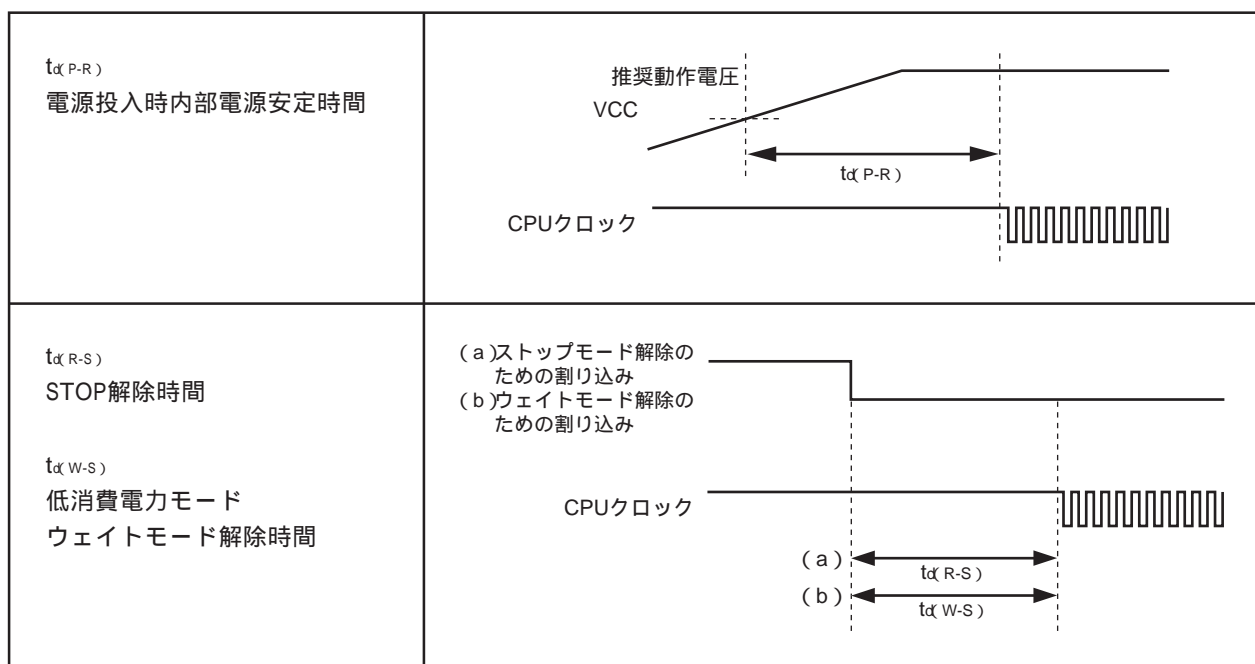 td(P-R)
電源投入時内部電源安定時間
推奨動作電圧
VCC
td(P-R)
CPUクロック
td(R-S)
STOP解除時間
td(W-S)
低消費電力モード
ウェイトモード解除時間
(a)ストップモード解除の
ための割り込み
(b)ウェイトモード解除の
ための割り込み
CPUクロック
(a)
td(R-S)
(b)
td(W-S)